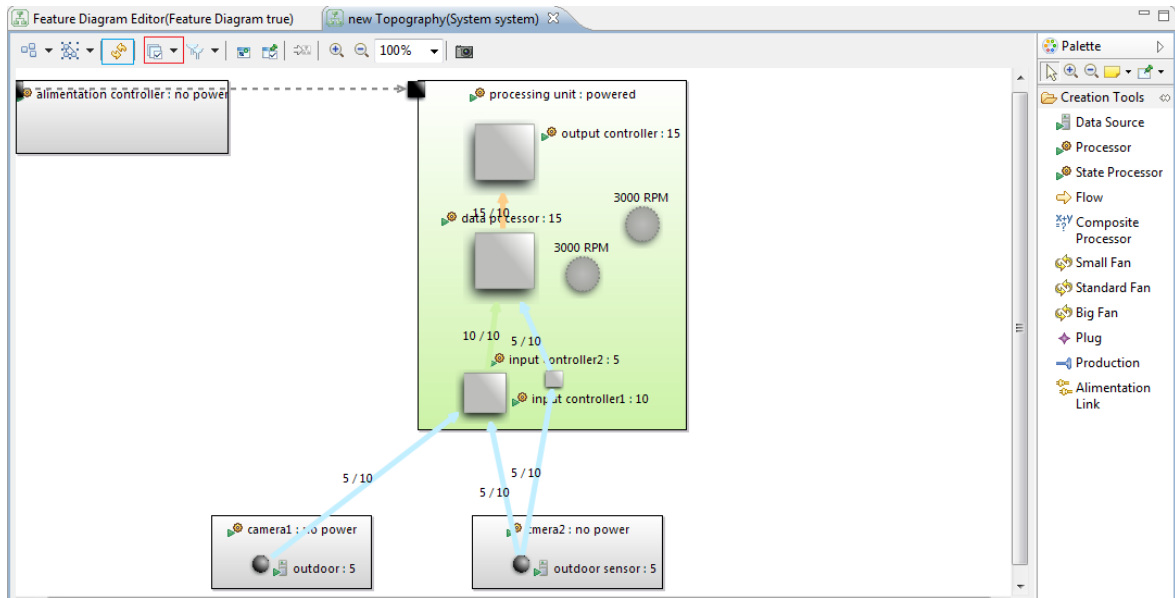 Feature Diagram Editor(Feature Diagram true)
new Topography(System system)
100%
Palette
alimentation controller : no power
processing unit : powered
output controller : 15
3000 RPM
15 / 10
data processor : 15
3000 RPM
10 / 10
5 / 10
input controller2 : 5
input controller1 : 10
5 / 10
5 / 10
5 / 10
camera1 : no power
outdoor : 5
cmera2 : no power
outdoor sensor : 5
Creation Tools
Data Source
Processor
State Processor
Flow
X+Y
=?
Composite
Processor
Small Fan
Standard Fan
Big Fan
Plug
Production
Alimentation
Link